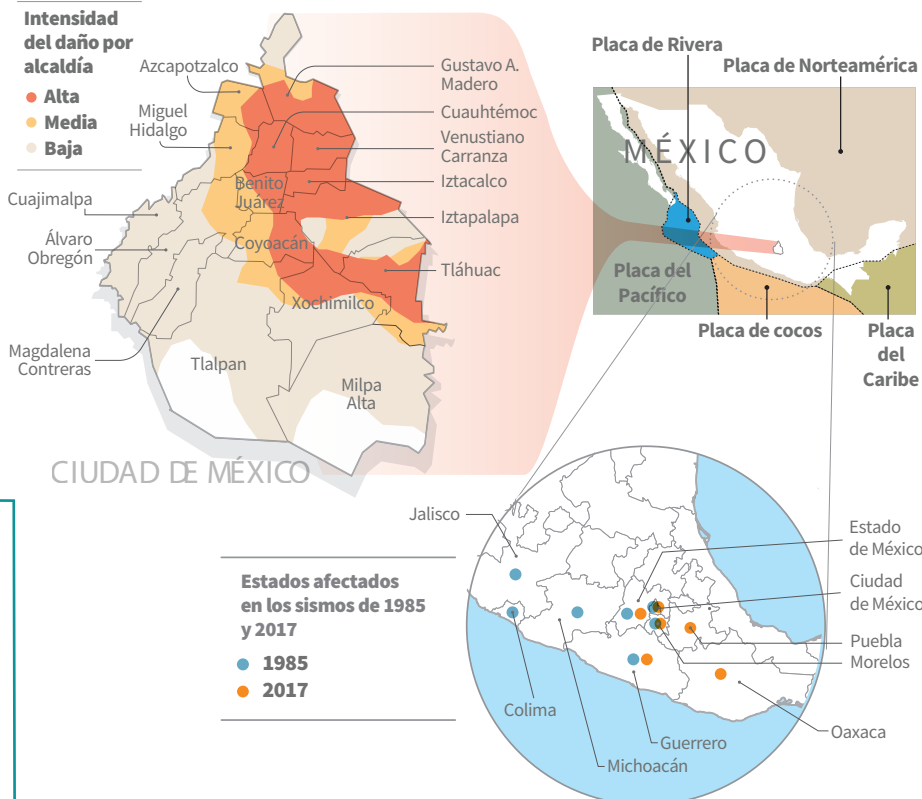 Intensidad
del daño por
alcaldía
Alta
Media
Baja
Azcapotzalco
Miguel
Hidalgo
Cuajimalpa
Álvaro
Obregón
Magdalena
Contreras
Gustavo A.
Madero
Cuauhtémoc
Venustiano
Carranza
Iztacalco
Iztapalapa
Tláhuac
Benito
Juárez
Coyoacán
Xochimilco
Tlalpan
Milpa
Alta
CIUDAD DE MÉXICO
Placa de Rivera
Placa de Norteamérica
MÉXICO
Placa del
Pacífico
Placa de cocos
Placa
del
Caribe
Estados afectados
en los sismos de 1985
y 2017
1985
2017
Jalisco
Estado
de México
Ciudad
de México
Puebla
Morelos
Oaxaca
Guerrero
Michoacán
Colima